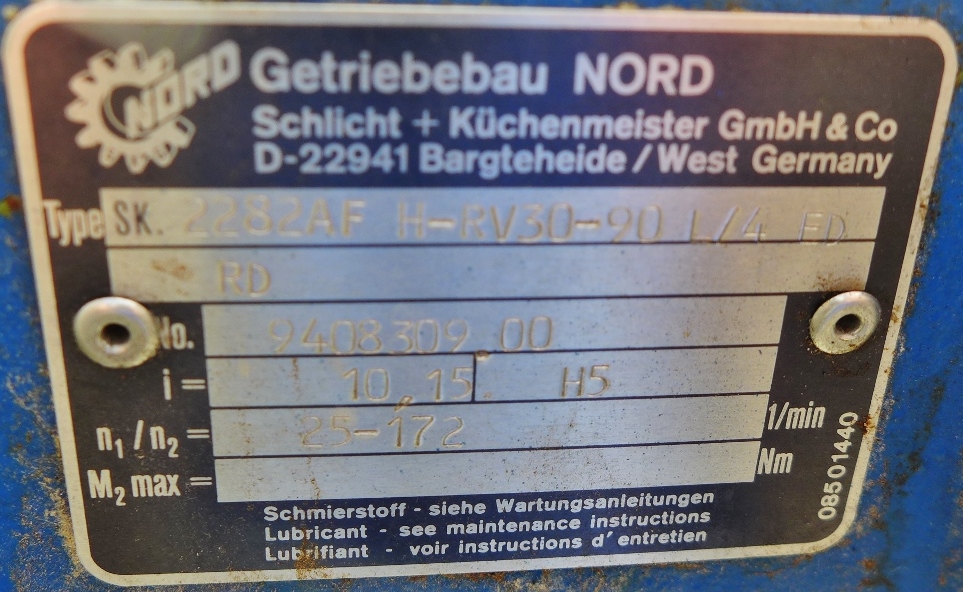 NORD Getriebebau NORD
Schlicht + Küchenmeister GmbH & Co
D-22941 Bargteheide / West Germany
Type SK. 2282AF H-RV30-90 L/4 ED
RD
No. 9408309.00
i = 10,15. H5
n1 / n2 = 25-172 1/min
M2 max = Nm
08501440
Schmierstoff - siehe Wartungsanleitungen
Lubricant - see maintenance instructions
Lubrifiant - voir instructions d'entretien